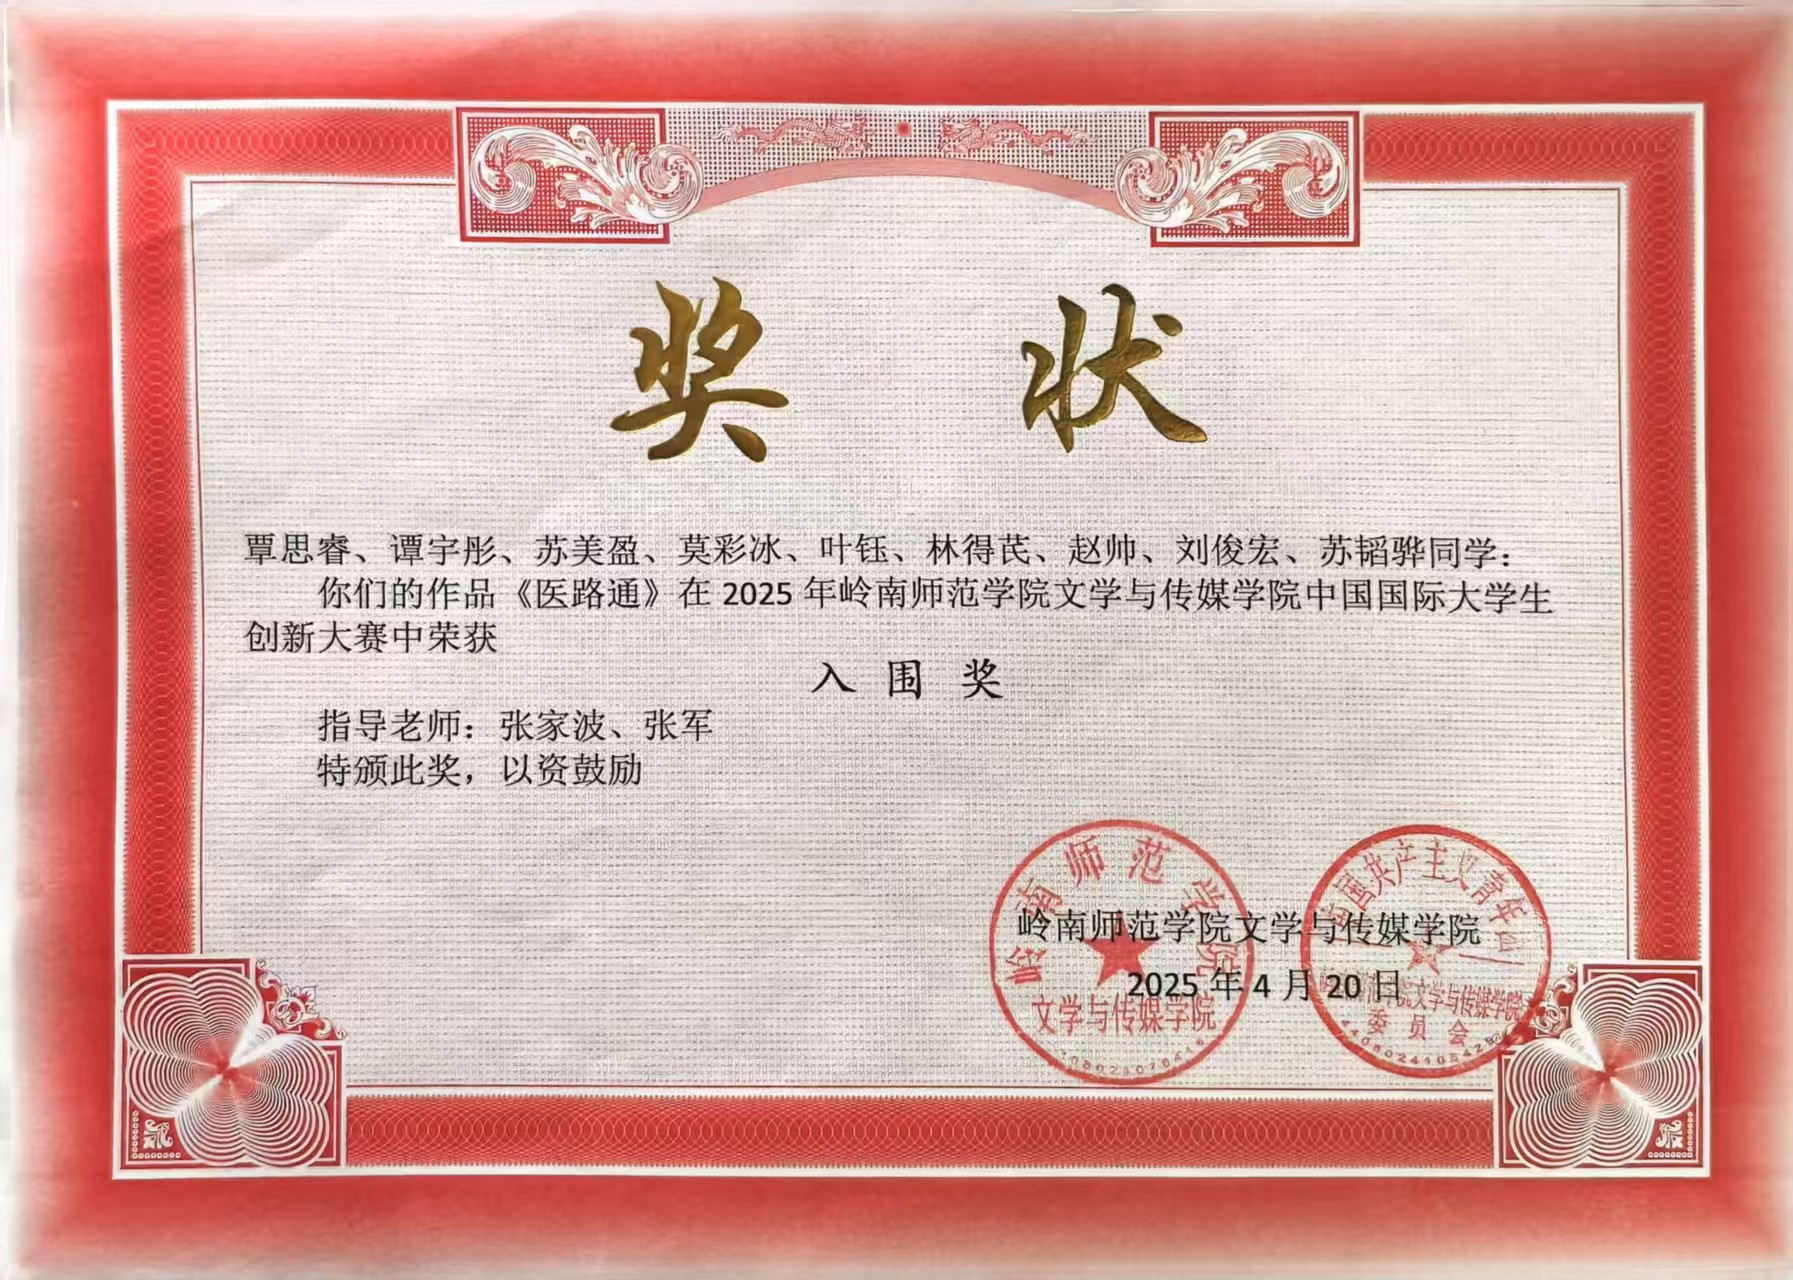 奖状
覃思睿、谭宇彤、苏美盈、莫彩冰、叶钰、林得芪、赵帅、刘俊宏、苏韬骅同学：
你们的作品《医路通》在 2025 年岭南师范学院文学与传媒学院中国国际大学生
创新大赛中荣获
入围奖
指导老师：张家波、张军
特颁此奖，以资鼓励
岭南师范学院文学与传媒学院
2025 年 4 月 20 日
岭南师范学院
文学与传媒学院
中国共产主义青年团
岭南师范学院文学与传媒学院
委员会